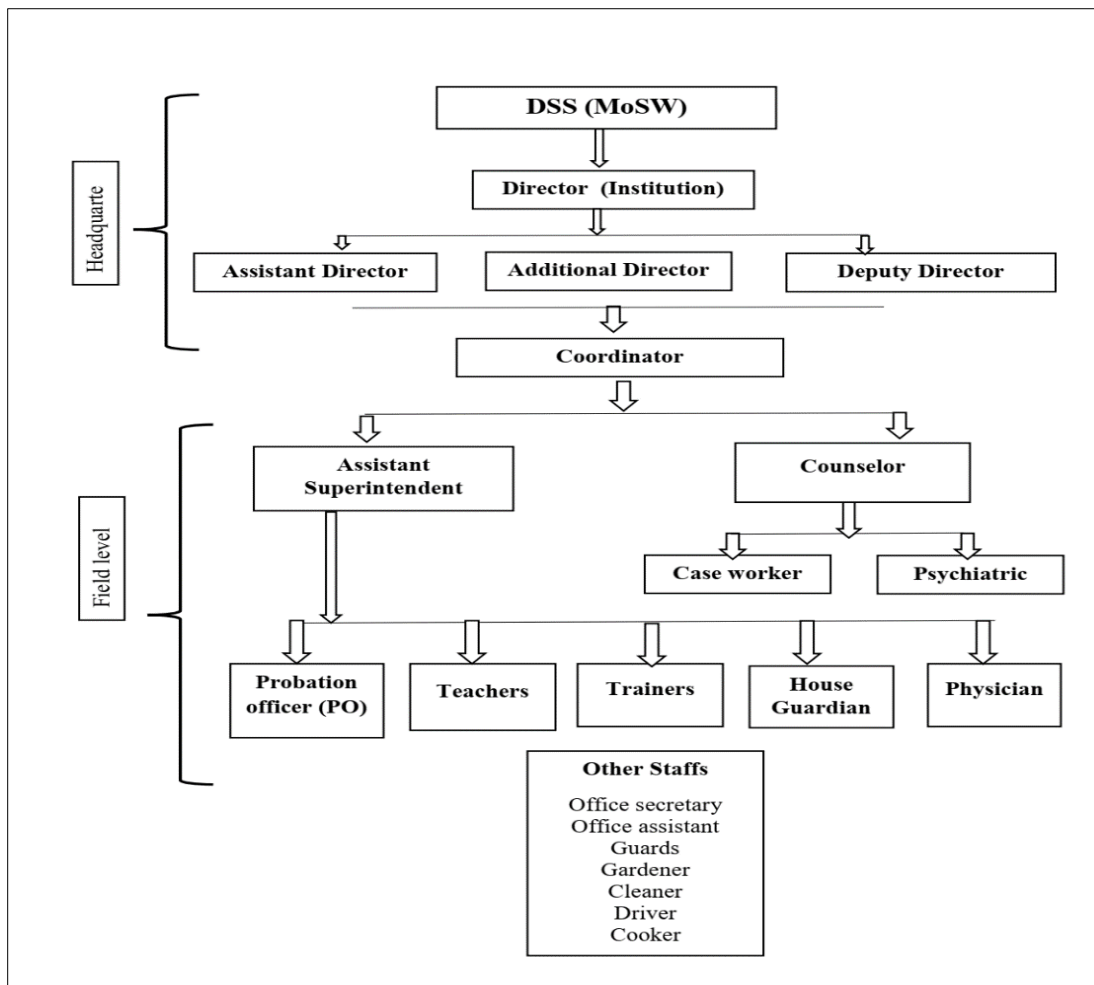 DSS (MoSW)
Headquarte
Director (Institution)
Assistant Director
Additional Director
Deputy Director
Coordinator
Field level
Assistant
Superintendent
Counselor
Case worker
Psychiatric
Probation
officer (PO)
Teachers
Trainers
House
Guardian
Physician
Other Staffs
Office secretary
Office assistant
Guards
Gardener
Cleaner
Driver
Cooker